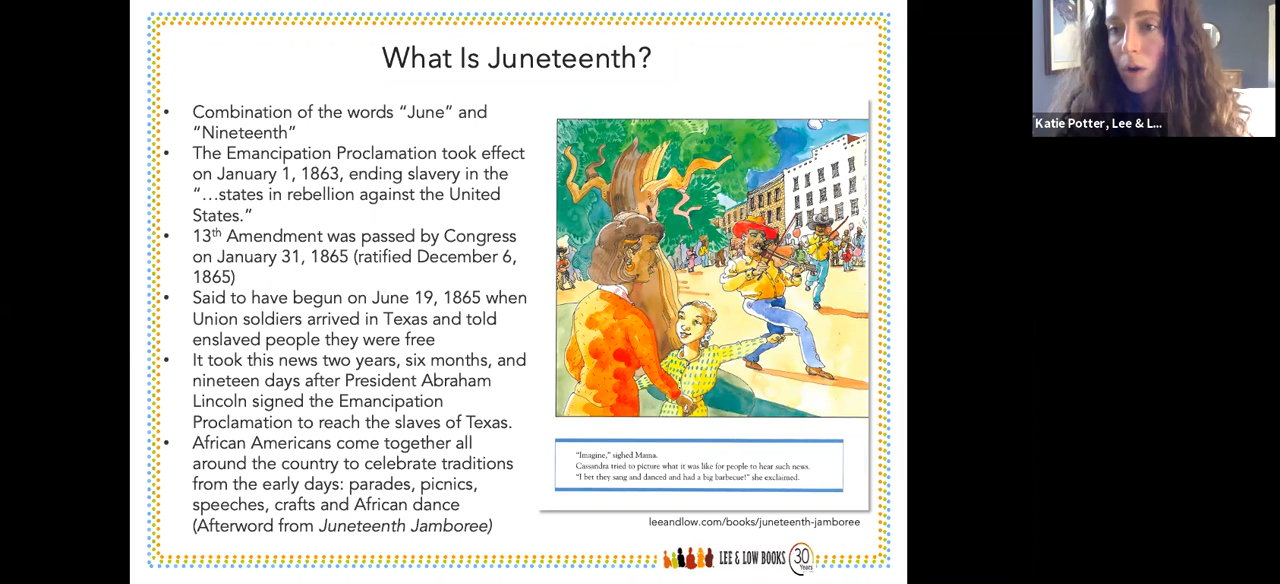 What Is Juneteenth?
• Combination of the words “June” and
“Nineteenth”
• The Emancipation Proclamation took effect
on January 1, 1863, ending slavery in the
“…states in rebellion against the United
States.”
• 13th Amendment was passed by Congress
on January 31, 1865 (ratified December 6,
1865)
• Said to have begun on June 19, 1865 when
Union soldiers arrived in Texas and told
enslaved people they were free
• It took this news two years, six months, and
nineteen days after President Abraham
Lincoln signed the Emancipation
Proclamation to reach the slaves of Texas.
• African Americans come together all
around the country to celebrate traditions
from the early days: parades, picnics,
speeches, crafts and African dance
(Afterword from Juneteenth Jamboree)
“Imagine,” sighed Mama.
Cassandra tried to picture what it was like for people to hear such news.
“I bet they sang and danced and had a big barbecue!” she exclaimed.
leeandlow.com/books/juneteenth-jamboree
LEE & LOW BOOKS
30
Years
Katie Potter, Lee & L...